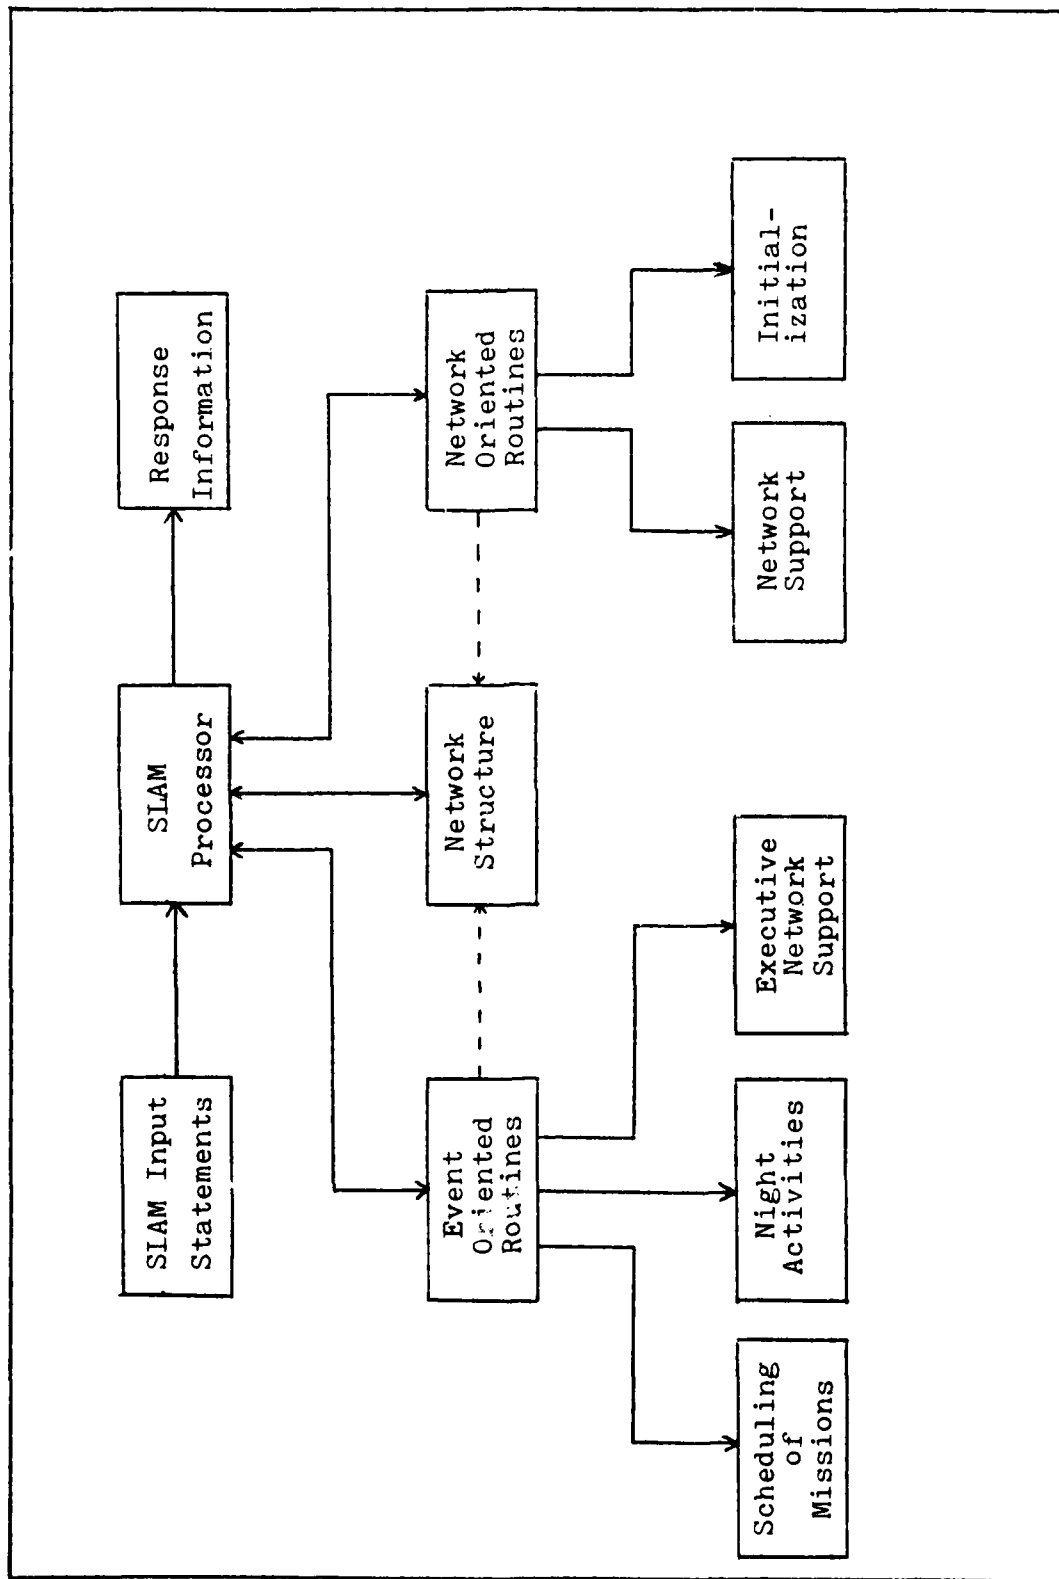 SLAM Input
Statements
SLAM
Processor
Response
Information
Event
Oriented
Routines
Network
Structure
Network
Oriented
Routines
Scheduling
of
Missions
Night
Activities
Executive
Network
Support
Network
Support
Initial-
ization